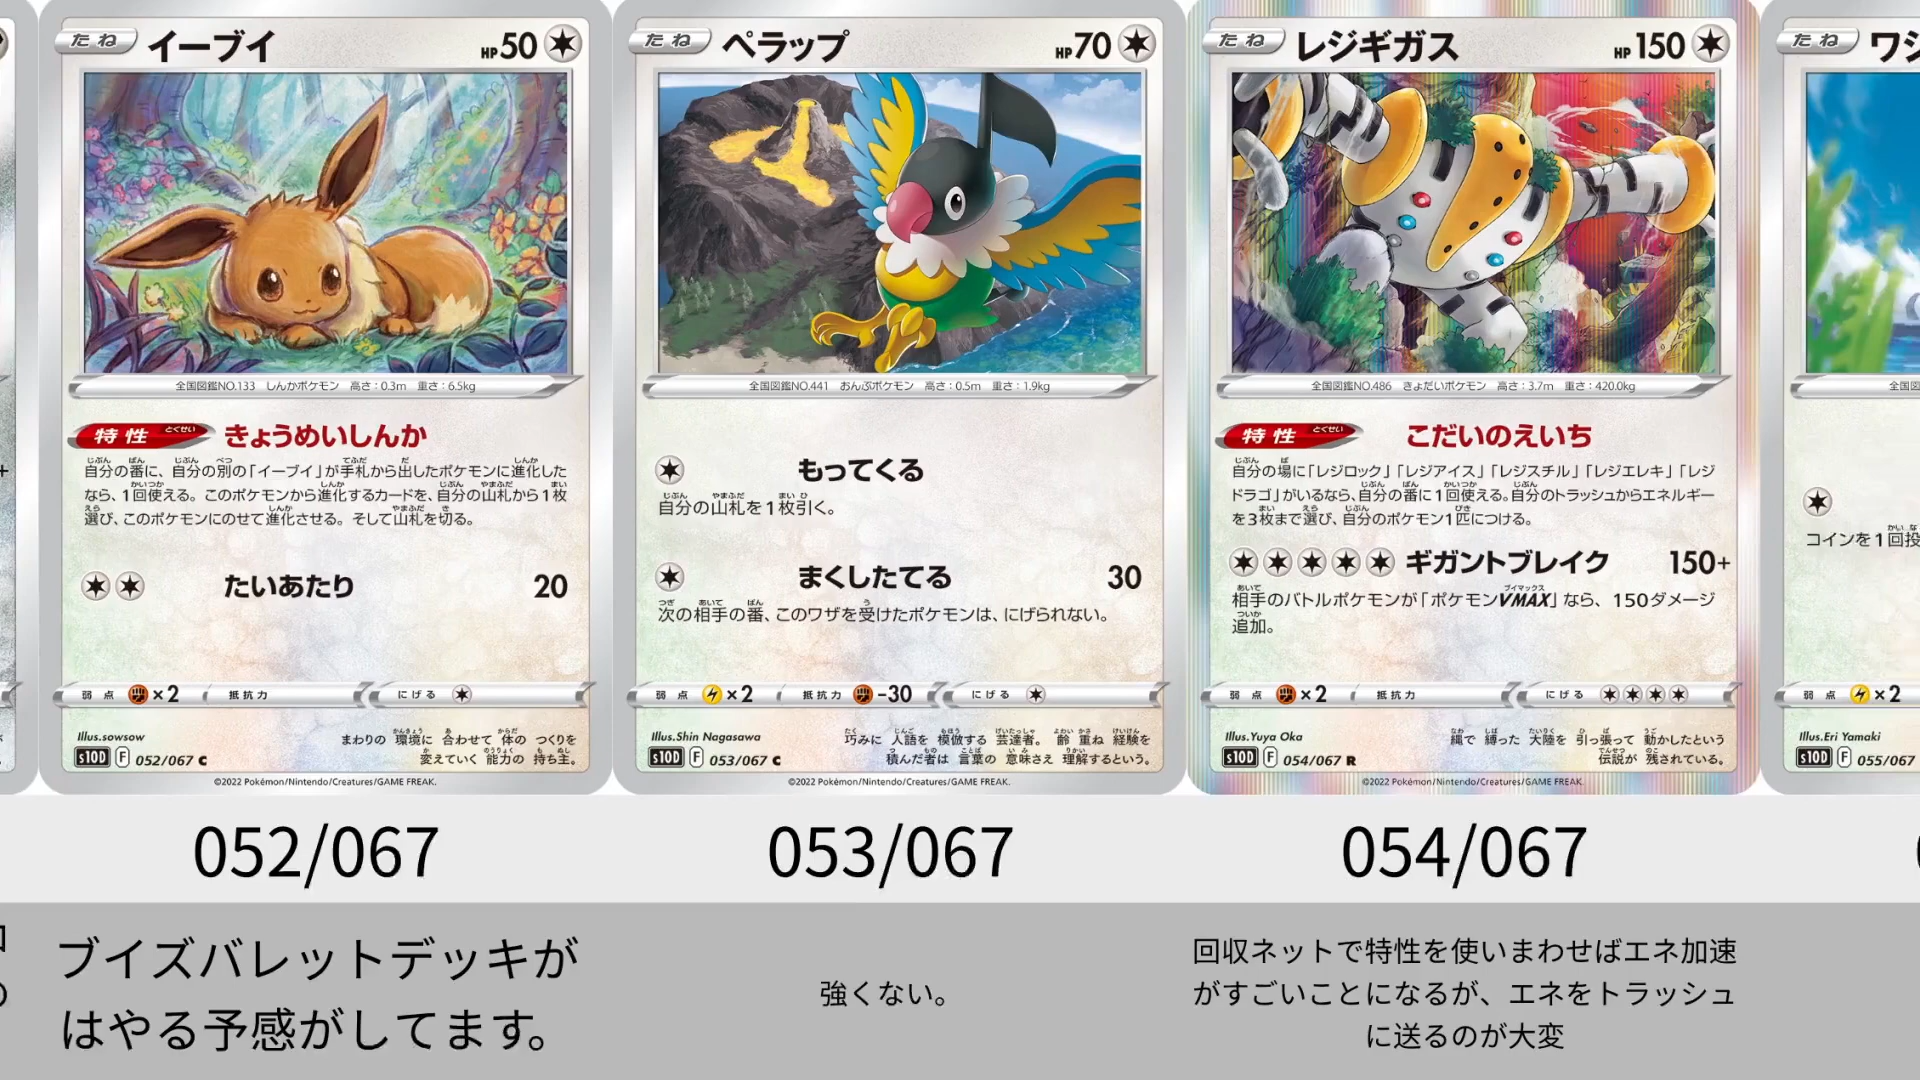 たね イーブイ HP50
全国図鑑NO.133 しんかポケモン 高さ：0.3m 重さ：6.5kg
特性 とくせい きょうめいしんか
自分の番に、自分の別の「イーブイ」が手札から出したポケモンに進化した
なら、1回使える。このポケモンから進化するカードを、自分の山札から1枚
選び、このポケモンにのせて進化させる。そして山札を切る。
たいあたり 20
弱点 ×2 抵抗力 にげる
Illus.sowsow
まわりの 環境に 合わせて 体の つくりを
変えていく 能力の 持ち主。
s10D F 052/067 C
©2022 Pokémon/Nintendo/Creatures/GAME FREAK.
たね ペラップ HP70
全国図鑑NO.441 おんぷポケモン 高さ：0.5m 重さ：1.9kg
もってくる
自分の山札を1枚引く。
まくしたてる 30
次の相手の番、このワザを受けたポケモンは、にげられない。
弱点 ×2 抵抗力 -30 にげる
Illus.Shin Nagasawa
巧みに 人語を 模倣する 芸達者。 齢 重ね 経験を
積んだ者は 言葉の 意味さえ 理解するという。
s10D F 053/067 C
©2022 Pokémon/Nintendo/Creatures/GAME FREAK.
たね レジギガス HP150
全国図鑑NO.486 きょだいポケモン 高さ：3.7m 重さ：420.0kg
特性 とくせい こだいのえいち
自分の場に「レジロック」「レジアイス」「レジスチル」「レジエレキ」「レジ
ドラゴ」がいるなら、自分の番に1回使える。自分のトラッシュからエネルギー
を3枚まで選び、自分のポケモン1匹につける。
ギガントブレイク 150+
相手のバトルポケモンが「ポケモンVMAX」なら、150ダメージ
追加。
弱点 ×2 抵抗力 にげる
Illus.Yuya Oka
縄で 縛った 大陸を 引っ張って 動かしたという
伝説が 残されている。
s10D F 054/067 R
©2022 Pokémon/Nintendo/Creatures/GAME FREAK.
たね ワシ
全国図
コインを1回投
弱点 ×2
Illus.Eri Yamaki
s10D F 055/067
052/067
053/067
054/067
ブイズバレットデッキが
はやる予感がしてます。
強くない。
回収ネットで特性を使いまわせばエネ加速
がすごいことになるが、エネをトラッシュ
に送るのが大変